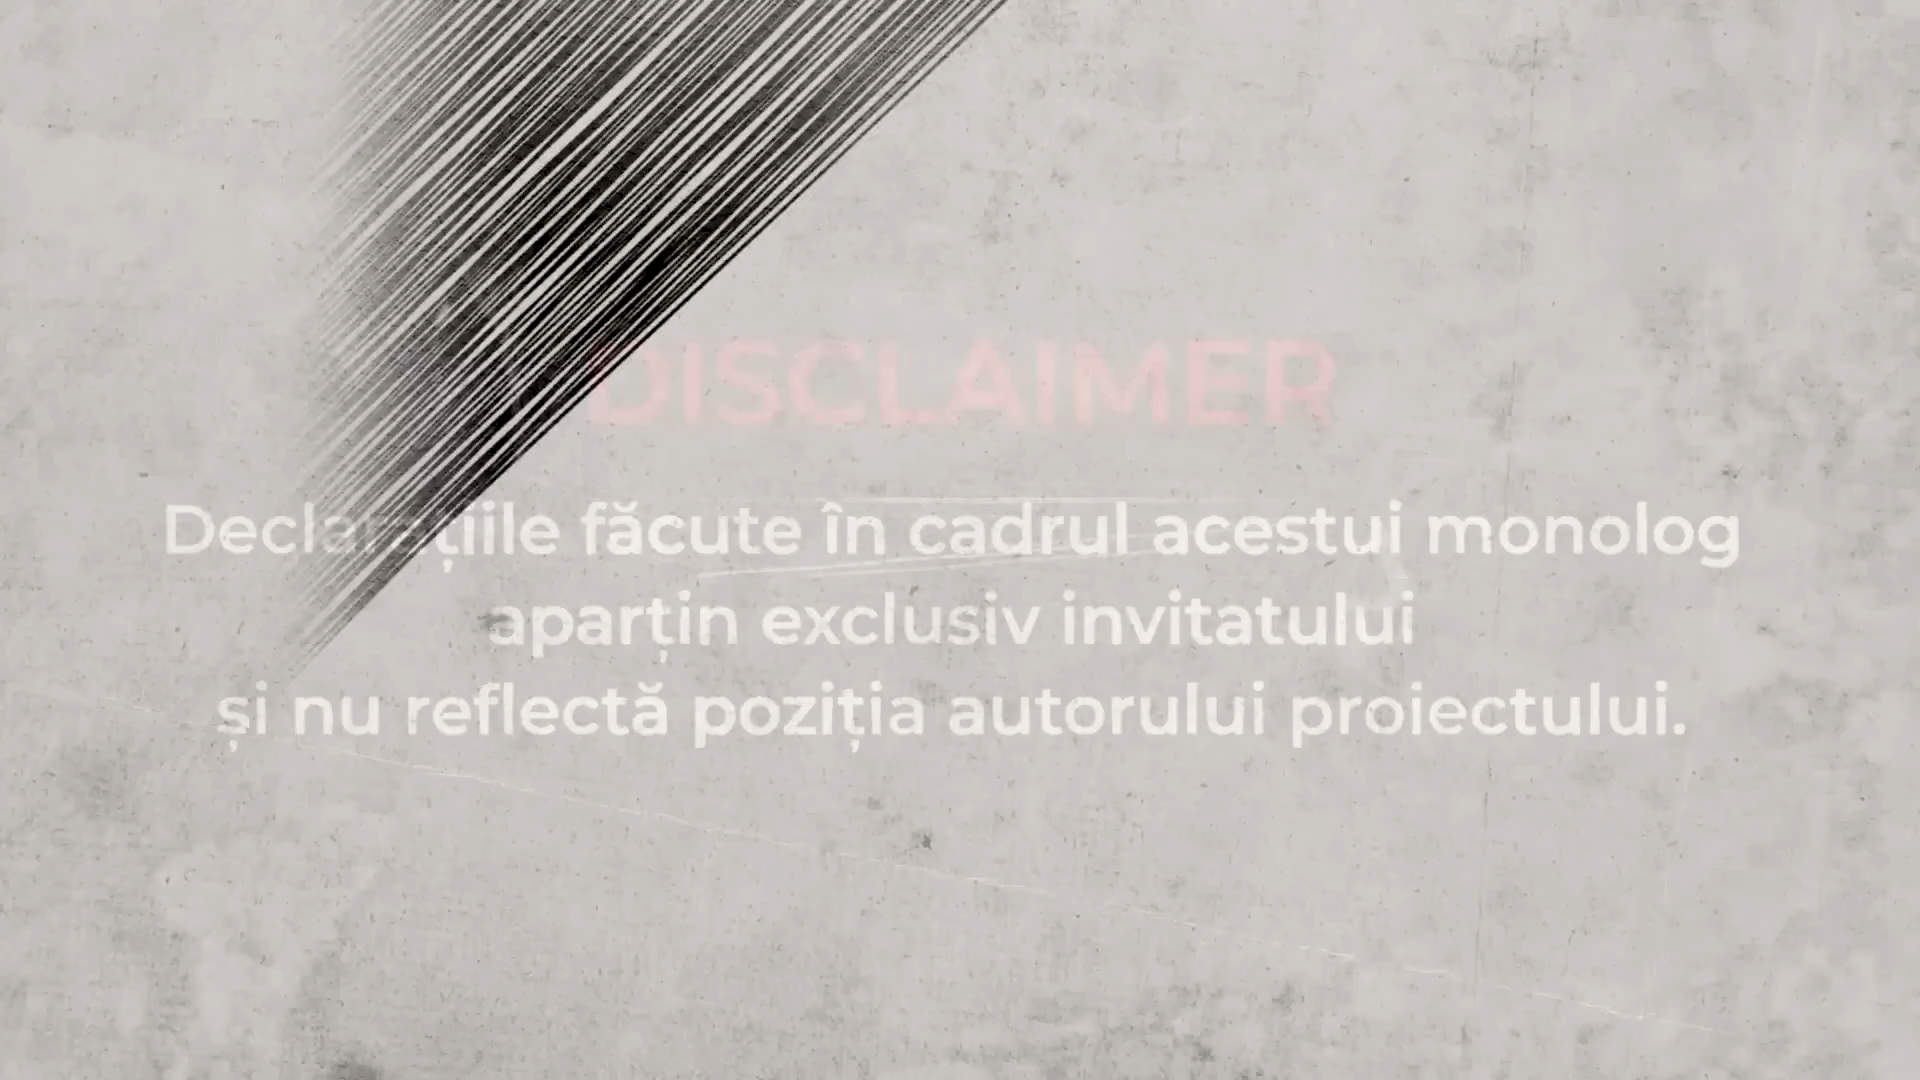 DISCLAIMER
Declarațiile făcute în cadrul acestui monolog
aparțin exclusiv invitatului
și nu reflectă poziția autorului proiectului.